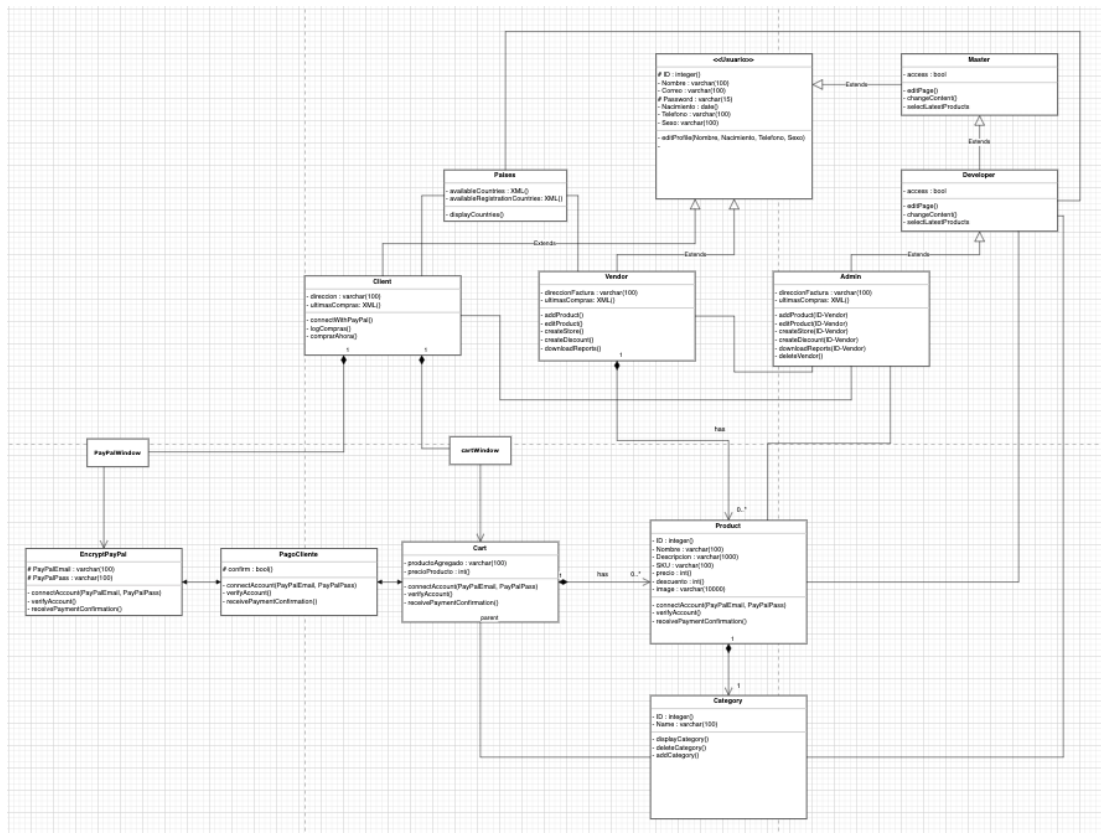 <<Usuario>>
# ID : integer()
- Nombre : varchar(100)
- Correo : varchar(100)
# Password : varchar(15)
- Nacimiento : date()
- Telefono : varchar(100)
- Sexo: varchar(100)
- editProfile(Nombre, Nacimiento, Telefono, Sexo)
-
Master
- access : bool
- editPage()
- changeContent()
- selectLatestProducts
Extends
Extends
Developer
- access : bool
- editPage()
- changeContent()
- selectLatestProducts
Paises
- availableCountries : XML()
- availableRegistrationCountries: XML()
- displayCountries()
Extends
Extends
Extends
Client
- direccion : varchar(100)
- ultimasCompras: XML()
- connectWithPayPal()
- logCompras()
- comprarAhora()
1
1
Vendor
- direccionFactura : varchar(100)
- ultimasCompras: XML()
- addProduct()
- editProduct()
- createStore()
- createDiscount()
- downloadReports()
1
Admin
- direccionFactura : varchar(100)
- ultimasCompras: XML()
- addProduct(ID-Vendor)
- editProduct(ID-Vendor)
- createStore(ID-Vendor)
- createDiscount(ID-Vendor)
- downloadReports(ID-Vendor)
- deleteVendor()
has
PayPalWindow
cartWindow
0..*
EncryptPayPal
# PayPalEmail : varchar(100)
# PayPalPass : varchar(100)
- connectAccount(PayPalEmail, PayPalPass)
- verifyAccount()
- receivePaymentConfirmation()
PagoCliente
# confirm : bool()
- connectAccount(PayPalEmail, PayPalPass)
- verifyAccount()
- receivePaymentConfirmation()
Cart
- productoAgregado : varchar(100)
- precioProducto : int()
- connectAccount(PayPalEmail, PayPalPass)
- verifyAccount()
- receivePaymentConfirmation()
parent
1
has
0..*
Product
- ID : integer()
- Nombre : varchar(100)
- Descripcion : varchar(1000)
- SKU : varchar(100)
- precio : int()
- descuento : int()
- image : varchar(10000)
- connectAccount(PayPalEmail, PayPalPass)
- verifyAccount()
- receivePaymentConfirmation()
1
1
Category
- ID : integer()
- Name : varchar(100)
- displayCategory()
- deleteCategory()
- addCategory()